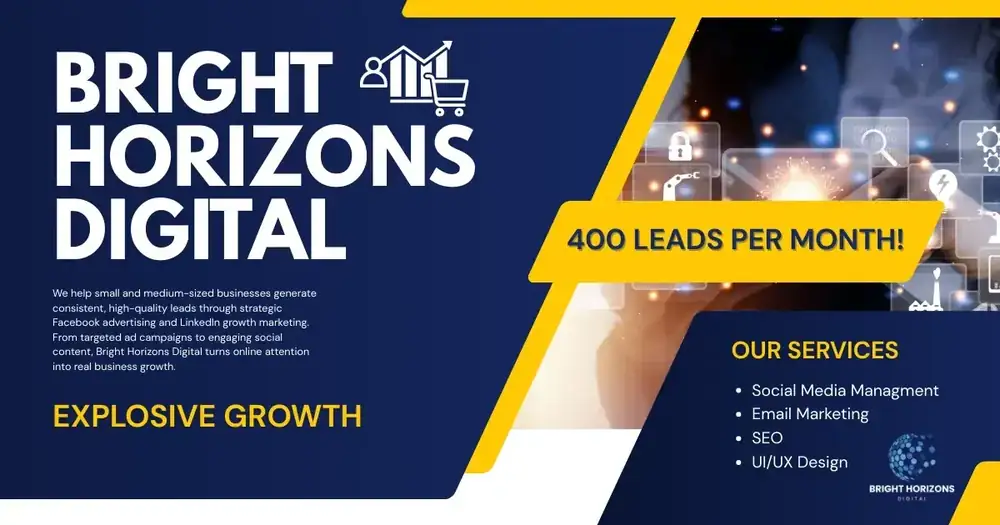 BRIGHT
HORIZONS
DIGITAL
We help small and medium-sized businesses generate
consistent, high-quality leads through strategic
Facebook advertising and LinkedIn growth marketing.
From targeted ad campaigns to engaging social
content, Bright Horizons Digital turns online attention
into real business growth.
EXPLOSIVE GROWTH
400 LEADS PER MONTH!
OUR SERVICES
• Social Media Managment
• Email Marketing
• SEO
• UI/UX Design
BRIGHT HORIZONS
DIGITAL